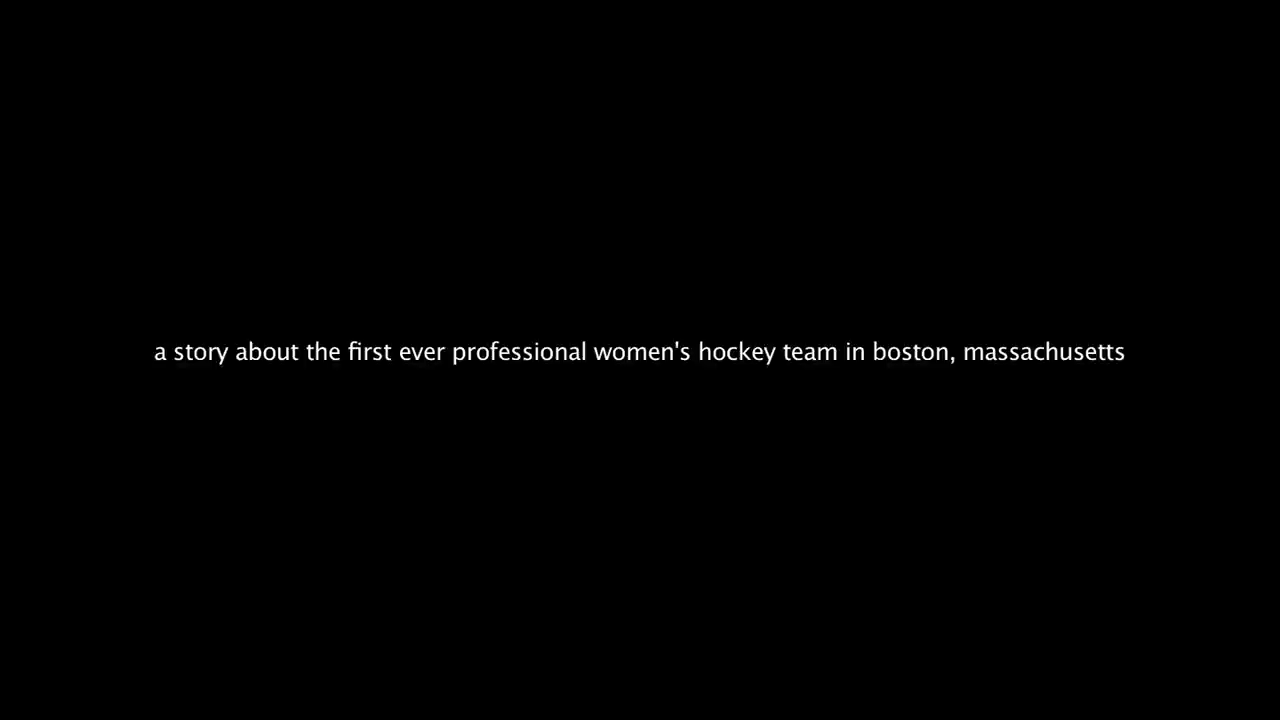 a story about the first ever professional women's hockey team in boston, massachusetts